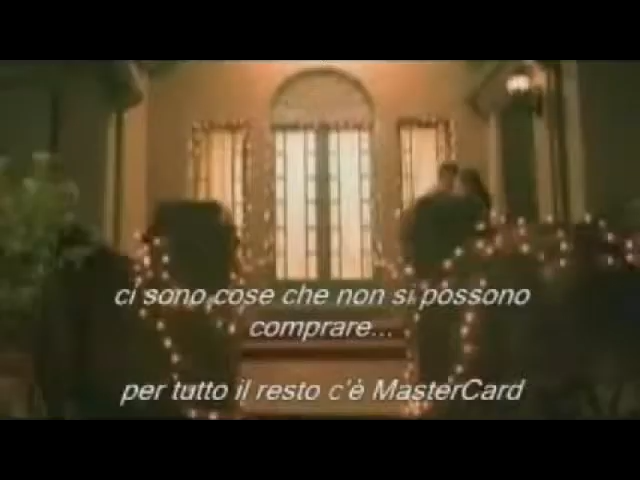 ci sono cose che non si possono
comprare...
per tutto il resto c'è MasterCard